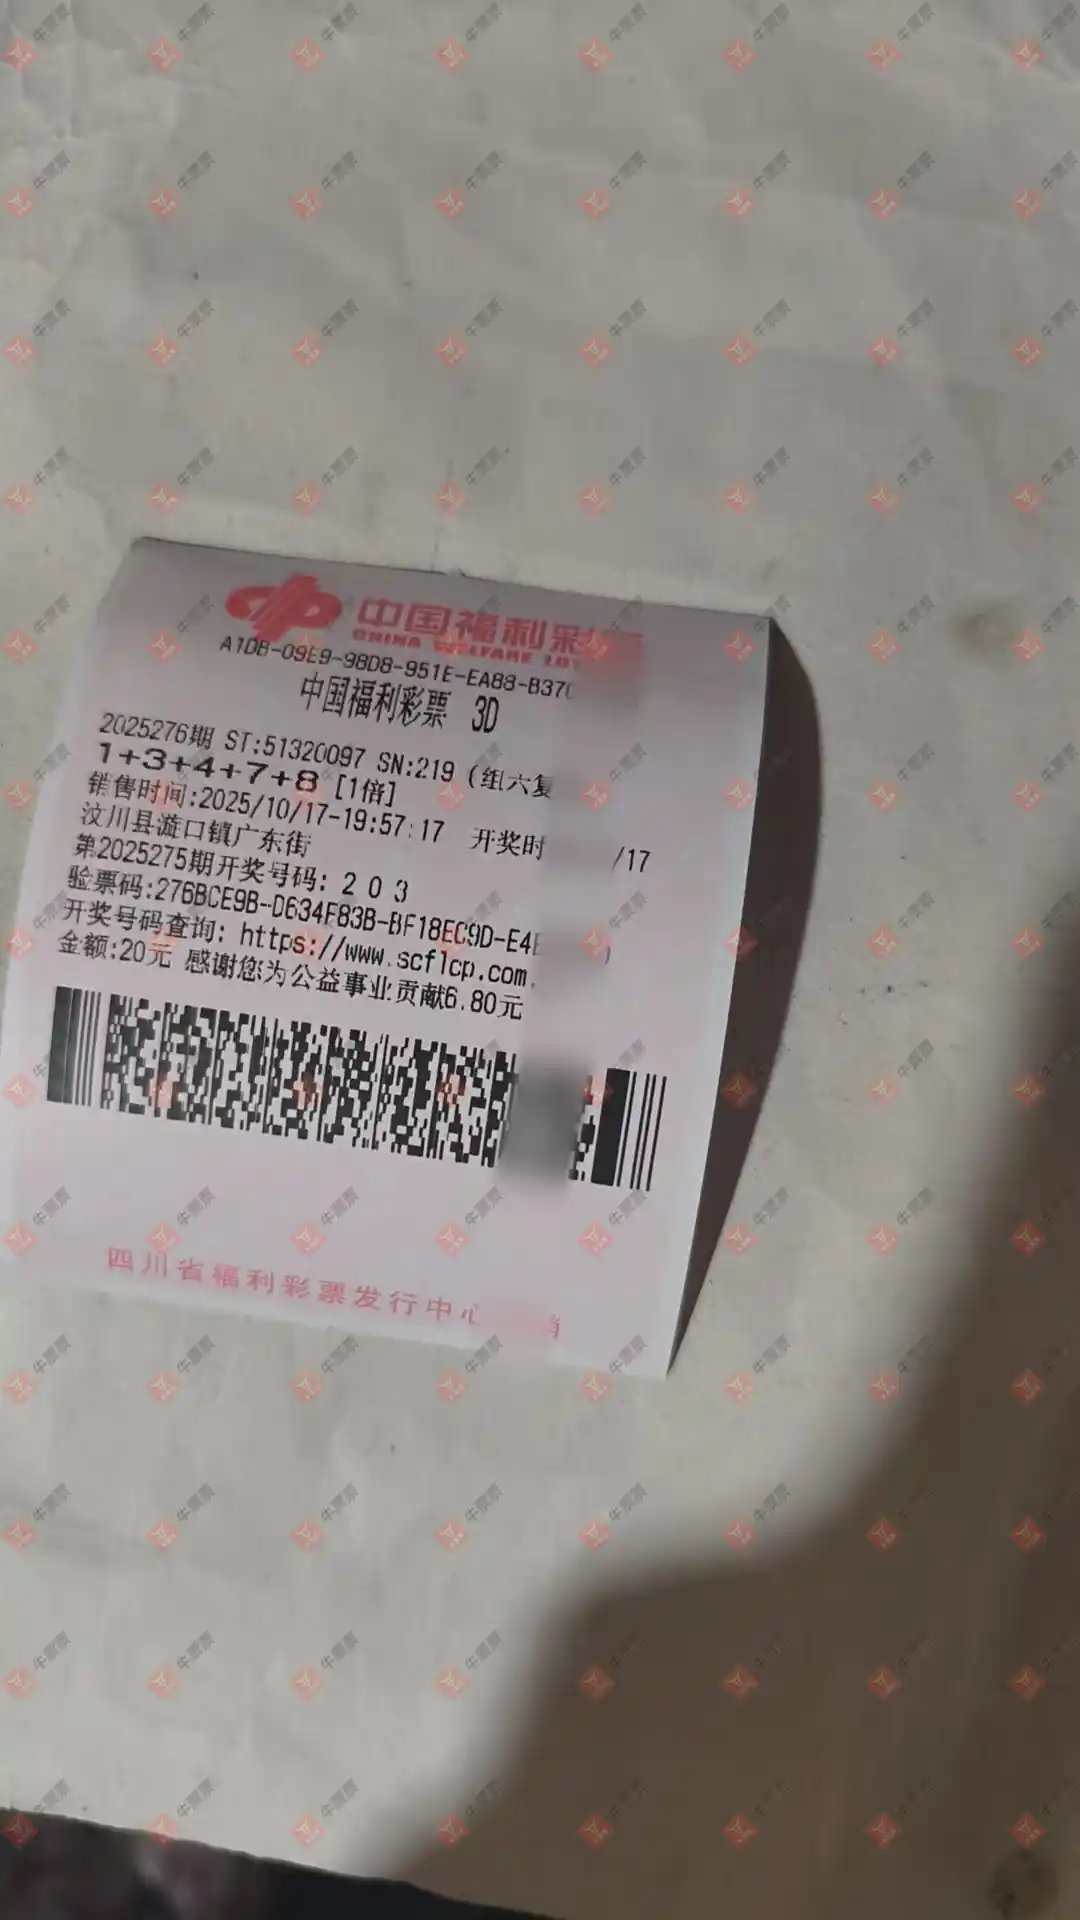 中国福利彩
CHINA WELFARE LOT
A1DB-09E9-98D8-951E-EA88-B37
中国福利彩票 3D
2025276期 ST:51320097 SN:219 (组六复
1+3+4+7+8 [1倍]
销售时间:2025/10/17-19:57:17 开奖时 /17
汶川县漩口镇广东街
第2025275期开奖号码: 2 0 3
验票码:276BCE9B-D634F83B-BF18EC9D-E4
开奖号码查询: https://www.scflcp.com.
金额:20元 感谢您为公益事业贡献6.80元
四川省福利彩票发行中心
牛票票